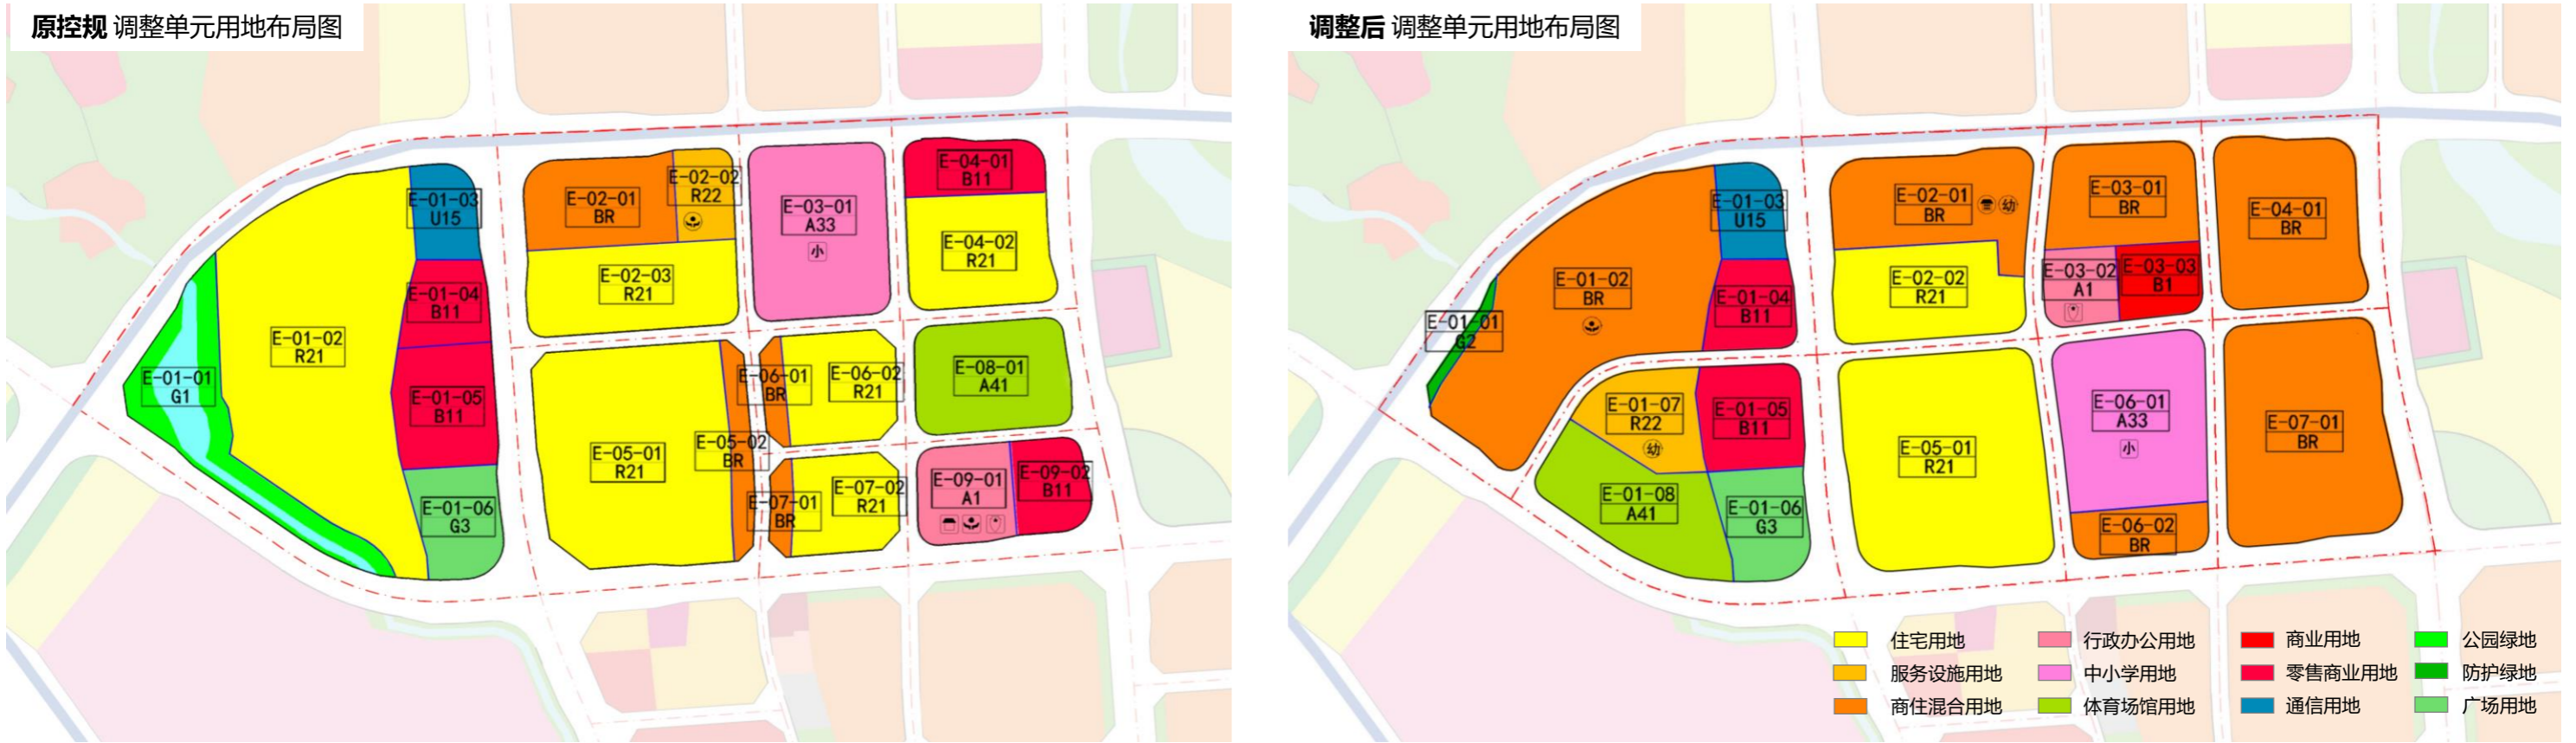 原控规 调整单元用地布局图
E-01-03
U15
E-02-01
BR
E-02-02
R22
E-03-01
A33
小
E-04-01
B11
E-04-02
R21
E-02-03
R21
E-01-04
B11
E-01-02
R21
E-01-01
G1
E-01-05
B11
E-06-01
BR
E-06-02
R21
E-08-01
A41
E-05-01
R21
E-05-02
BR
E-07-01
BR
E-07-02
R21
E-09-01
A1
E-09-02
B11
E-01-06
G3
调整后 调整单元用地布局图
E-01-03
U15
E-02-01
BR
幼
E-03-01
BR
E-04-01
BR
E-01-02
BR
E-01-04
B11
E-02-02
R21
E-03-02
A1
E-03-03
B1
E-01-01
G2
E-01-07
R22
幼
E-01-05
B11
E-05-01
R21
E-06-01
A33
小
E-07-01
BR
E-01-08
A41
E-01-06
G3
E-06-02
BR
住宅用地
行政办公用地
商业用地
公园绿地
服务设施用地
中小学用地
零售商业用地
防护绿地
商住混合用地
体育场馆用地
通信用地
广场用地